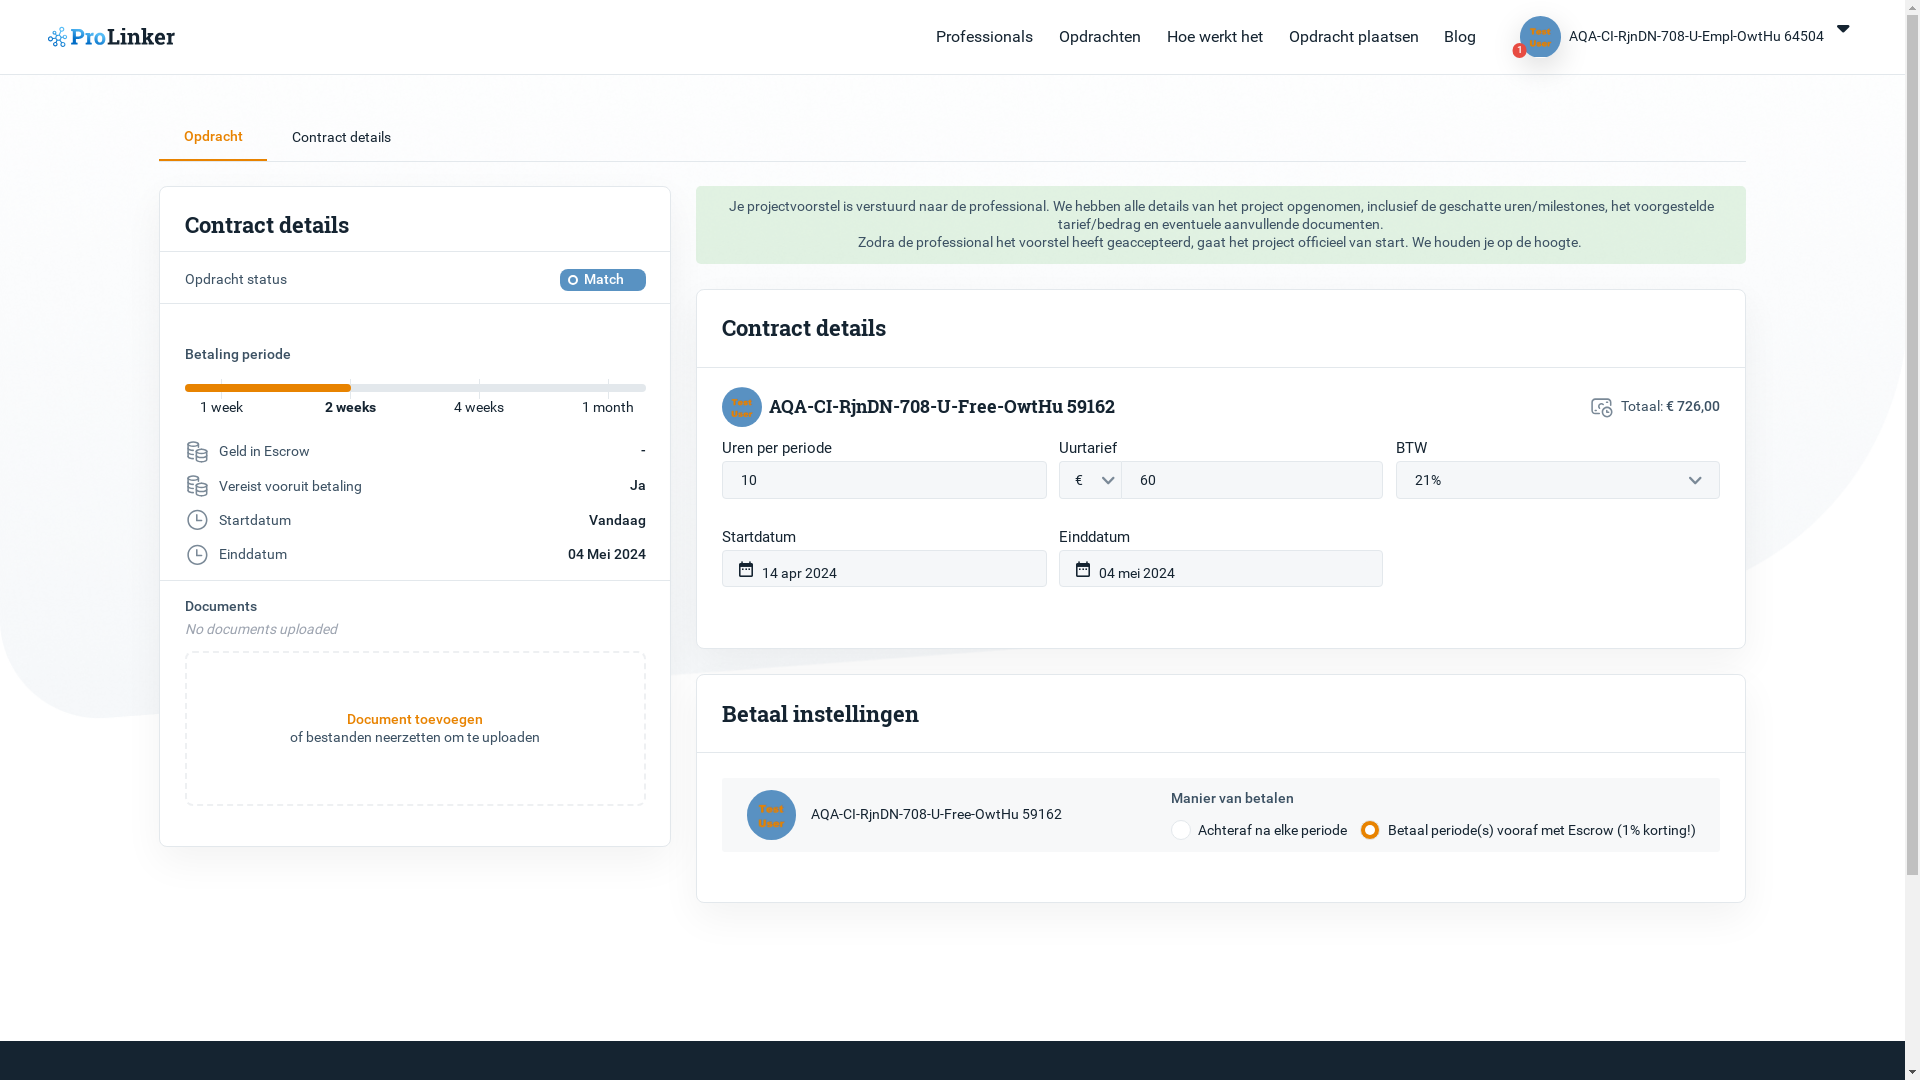 ProLinker
Professionals
Opdrachten
Hoe werkt het
Opdracht plaatsen
Blog
Test
User
1
AQA-CI-RjnDN-708-U-Empl-OwtHu 64504
Opdracht
Contract details
Contract details
Opdracht status
Match
Betaling periode
1 week
2 weeks
4 weeks
1 month
Geld in Escrow
-
Vereist vooruit betaling
Ja
Startdatum
Vandaag
Einddatum
04 Mei 2024
Documents
No documents uploaded
Document toevoegen
of bestanden neerzetten om te uploaden
Je projectvoorstel is verstuurd naar de professional. We hebben alle details van het project opgenomen, inclusief de geschatte uren/milestones, het voorgestelde
tarief/bedrag en eventuele aanvullende documenten.
Zodra de professional het voorstel heeft geaccepteerd, gaat het project officieel van start. We houden je op de hoogte.
Contract details
Test
User
AQA-CI-RjnDN-708-U-Free-OwtHu 59162
Totaal: € 726,00
Uren per periode
Uurtarief
BTW
10
€
60
21%
Startdatum
Einddatum
14 apr 2024
04 mei 2024
Betaal instellingen
Test
User
AQA-CI-RjnDN-708-U-Free-OwtHu 59162
Manier van betalen
Achteraf na elke periode
Betaal periode(s) vooraf met Escrow (1% korting!)